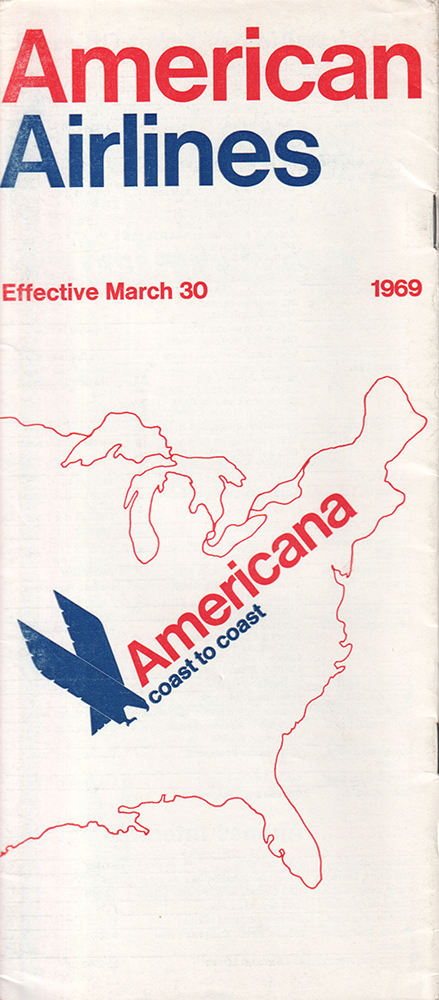 American
Airlines
Effective March 30 1969
Americana
coast to coast